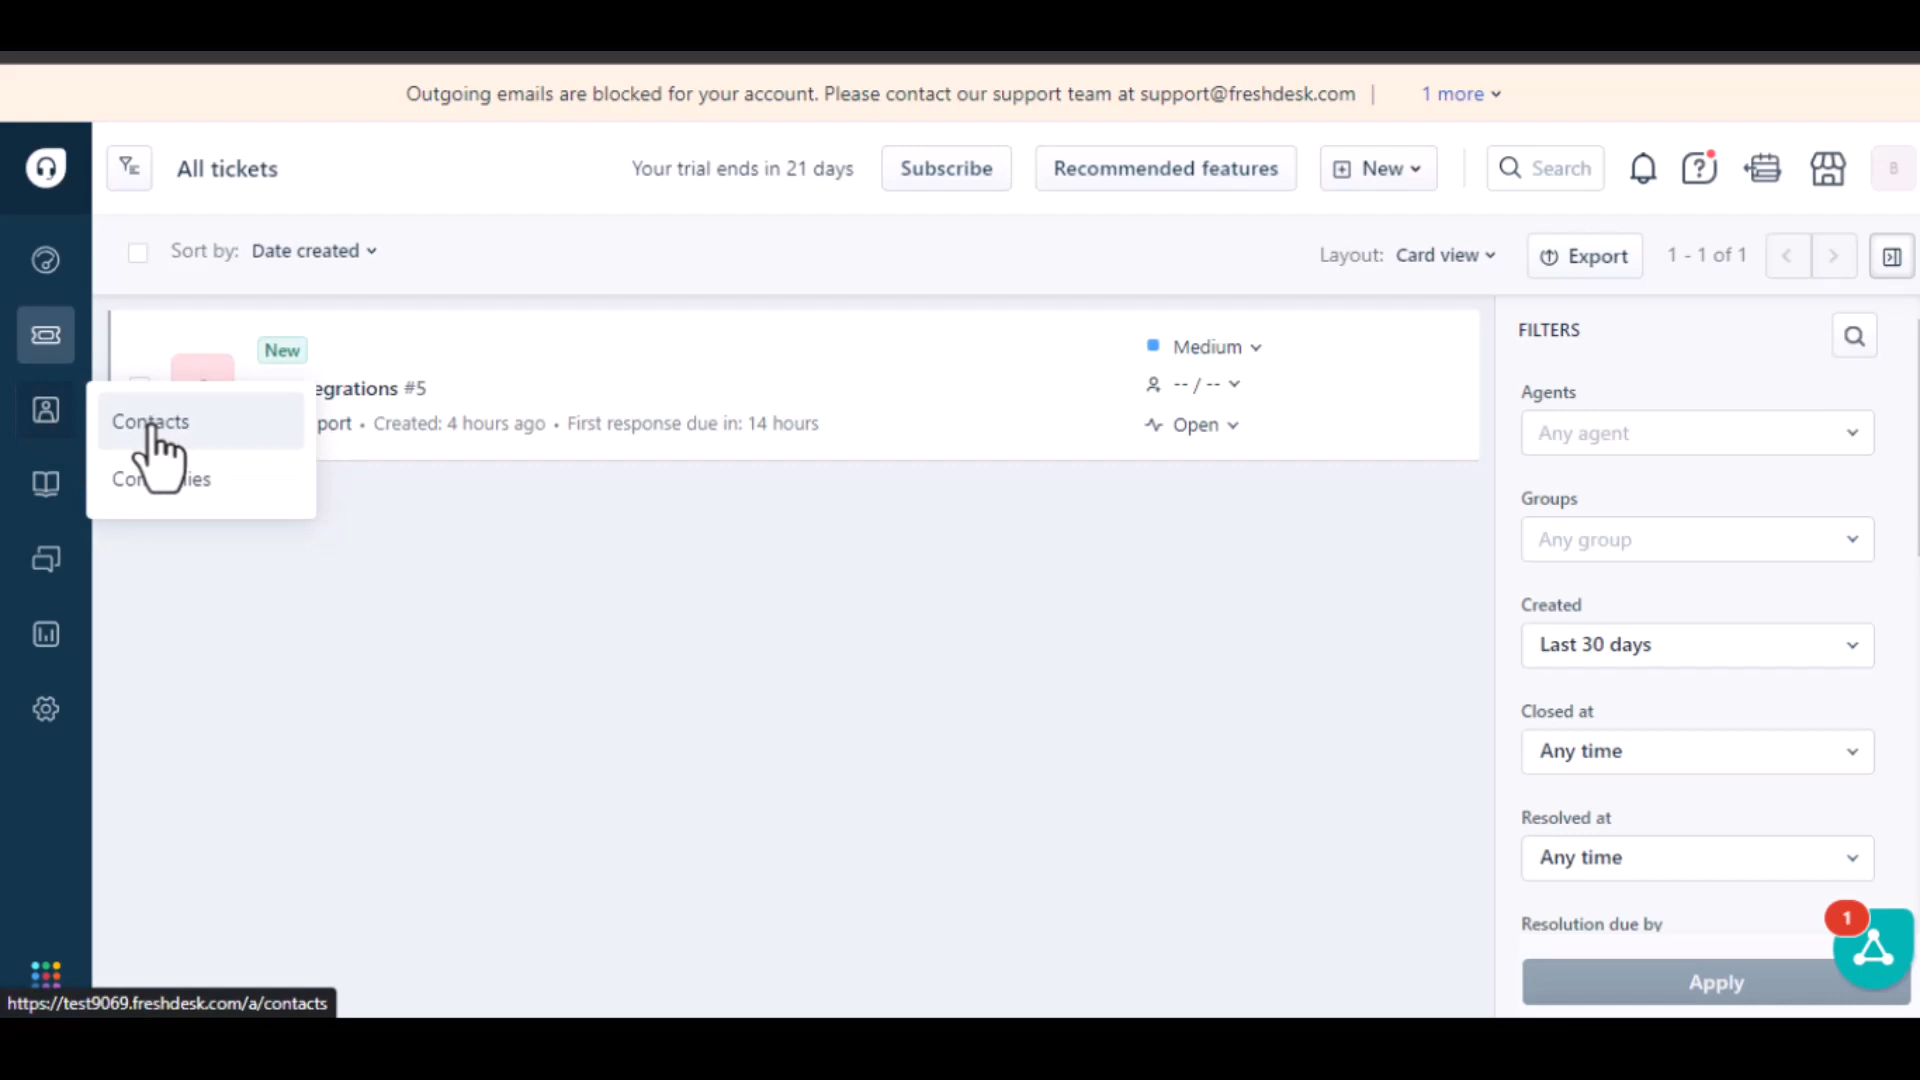 Outgoing emails are blocked for your account. Please contact our support team at support@freshdesk.com | 1 more
All tickets
Your trial ends in 21 days
Subscribe
Recommended features
New
Search
B
Sort by: Date created
Layout: Card view
Export
1 - 1 of 1
New
egrations #5
port • Created: 4 hours ago • First response due in: 14 hours
Medium
-- / --
Open
Contacts
FILTERS
Agents
Any agent
Groups
Any group
Created
Last 30 days
Closed at
Any time
Resolved at
Any time
Resolution due by
Apply
1
https://test9069.freshdesk.com/a/contacts